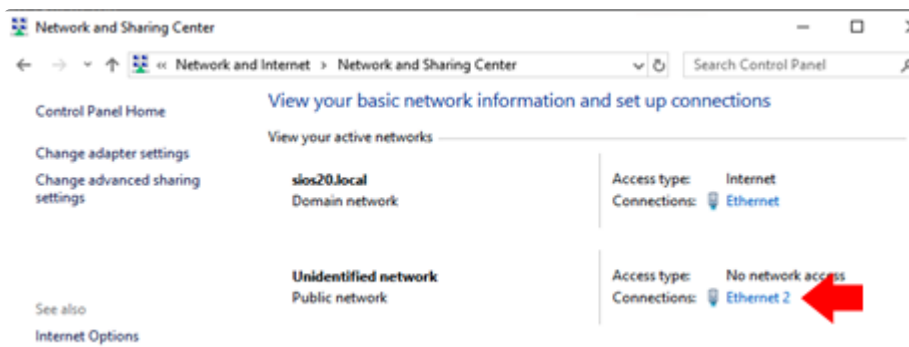 Network and Sharing Center
« Network and Internet › Network and Sharing Center
Search Control Panel
Control Panel Home
Change adapter settings
Change advanced sharing
settings
See also
Internet Options
View your basic network information and set up connections
View your active networks
sios20.local
Domain network
Access type: Internet
Connections: Ethernet
Unidentified network
Public network
Access type: No network access
Connections: Ethernet 2